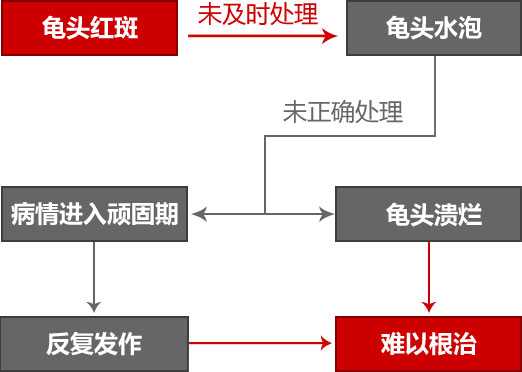 龟头红斑
未及时处理
龟头水泡
未正确处理
病情进入顽固期
龟头溃烂
反复发作
难以根治